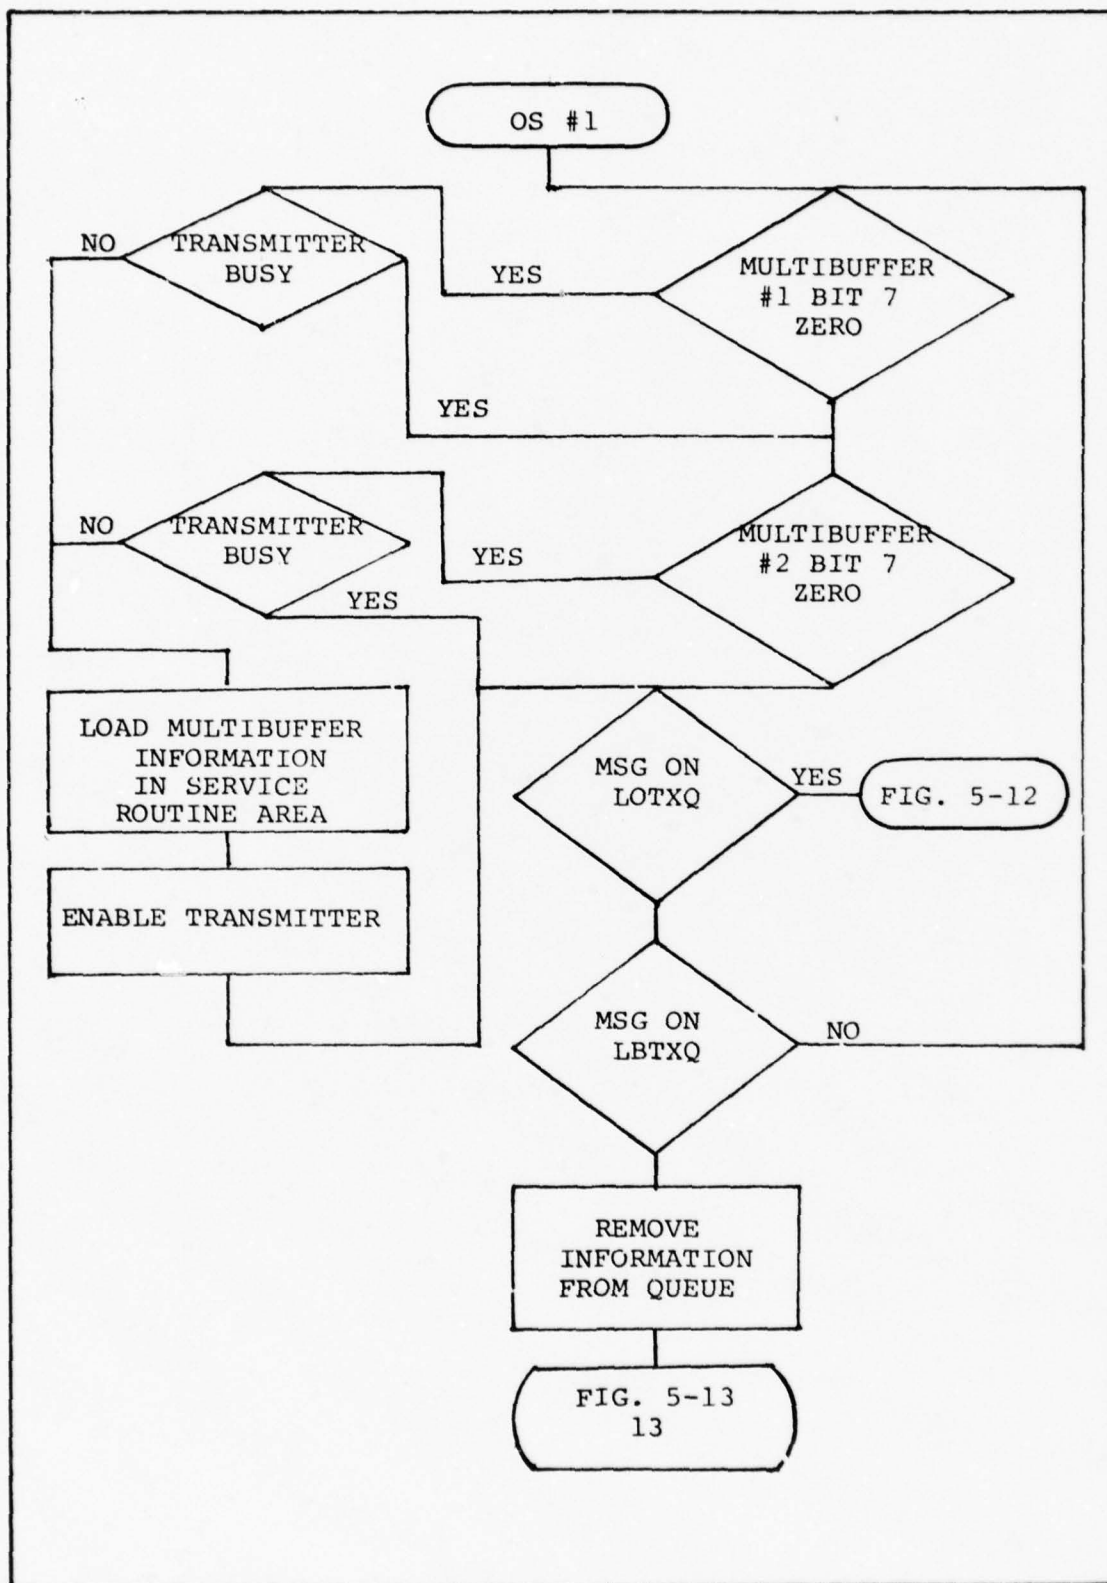 OS #1
NO
TRANSMITTER
BUSY
YES
MULTIBUFFER
#1 BIT 7
ZERO
YES
NO
TRANSMITTER
BUSY
YES
MULTIBUFFER
#2 BIT 7
ZERO
YES
LOAD MULTIBUFFER
INFORMATION
IN SERVICE
ROUTINE AREA
MSG ON
LOTXQ
YES
FIG. 5-12
ENABLE TRANSMITTER
MSG ON
LBTXQ
NO
REMOVE
INFORMATION
FROM QUEUE
FIG. 5-13
13